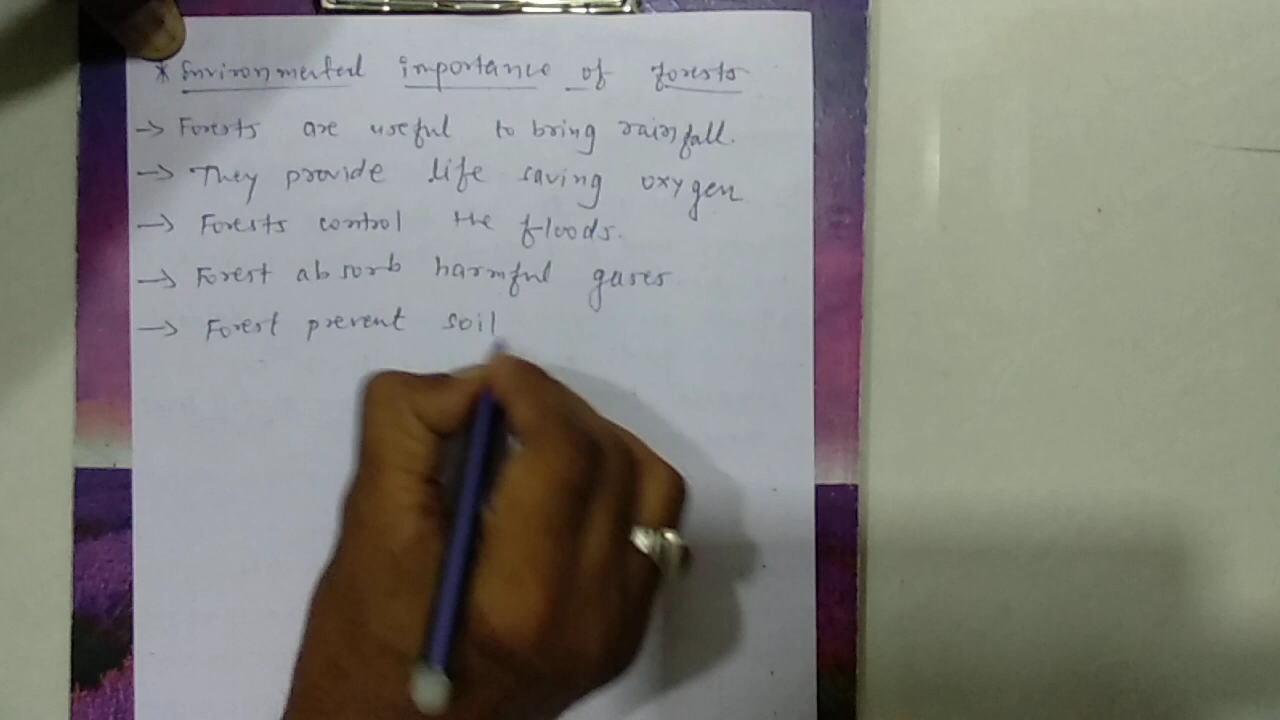 * Environmental importance of forests
→ Forests are useful to bring rainfall.
→ They provide life saving oxygen
→ Forests control the floods.
→ Forest absorb harmful gases
→ Forest prevent soil